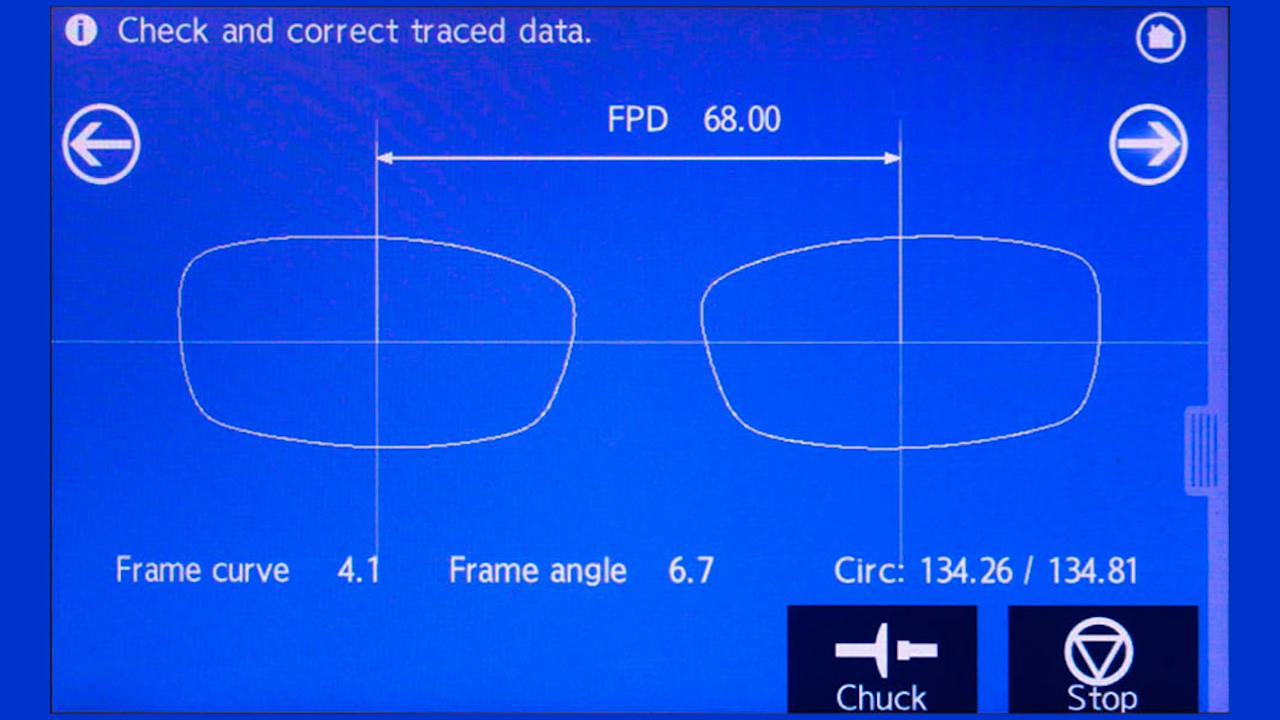 Check and correct traced data.
FPD 68.00
Frame curve 4.1 Frame angle 6.7 Circ: 134.26 / 134.81
Chuck Stop